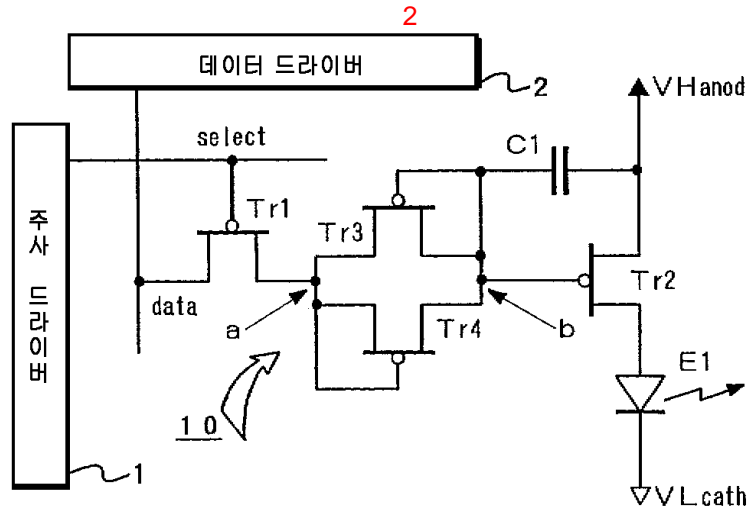 2
데이터 드라이버
2
VHanod
select
C1
주사 드라이버
Tr1
Tr3
Tr2
data
a
Tr4
b
E1
10
1
VLcath